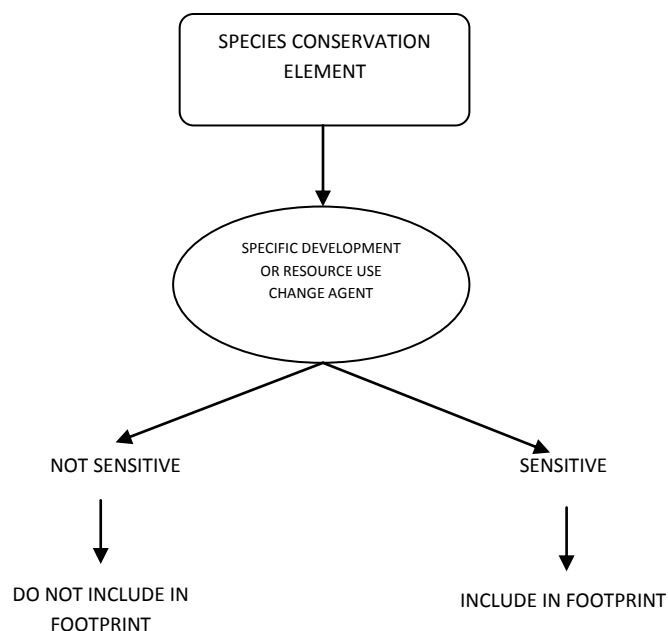 SPECIES CONSERVATION
ELEMENT
SPECIFIC DEVELOPMENT
OR RESOURCE USE
CHANGE AGENT
NOT SENSITIVE
SENSITIVE
DO NOT INCLUDE IN
FOOTPRINT
INCLUDE IN FOOTPRINT